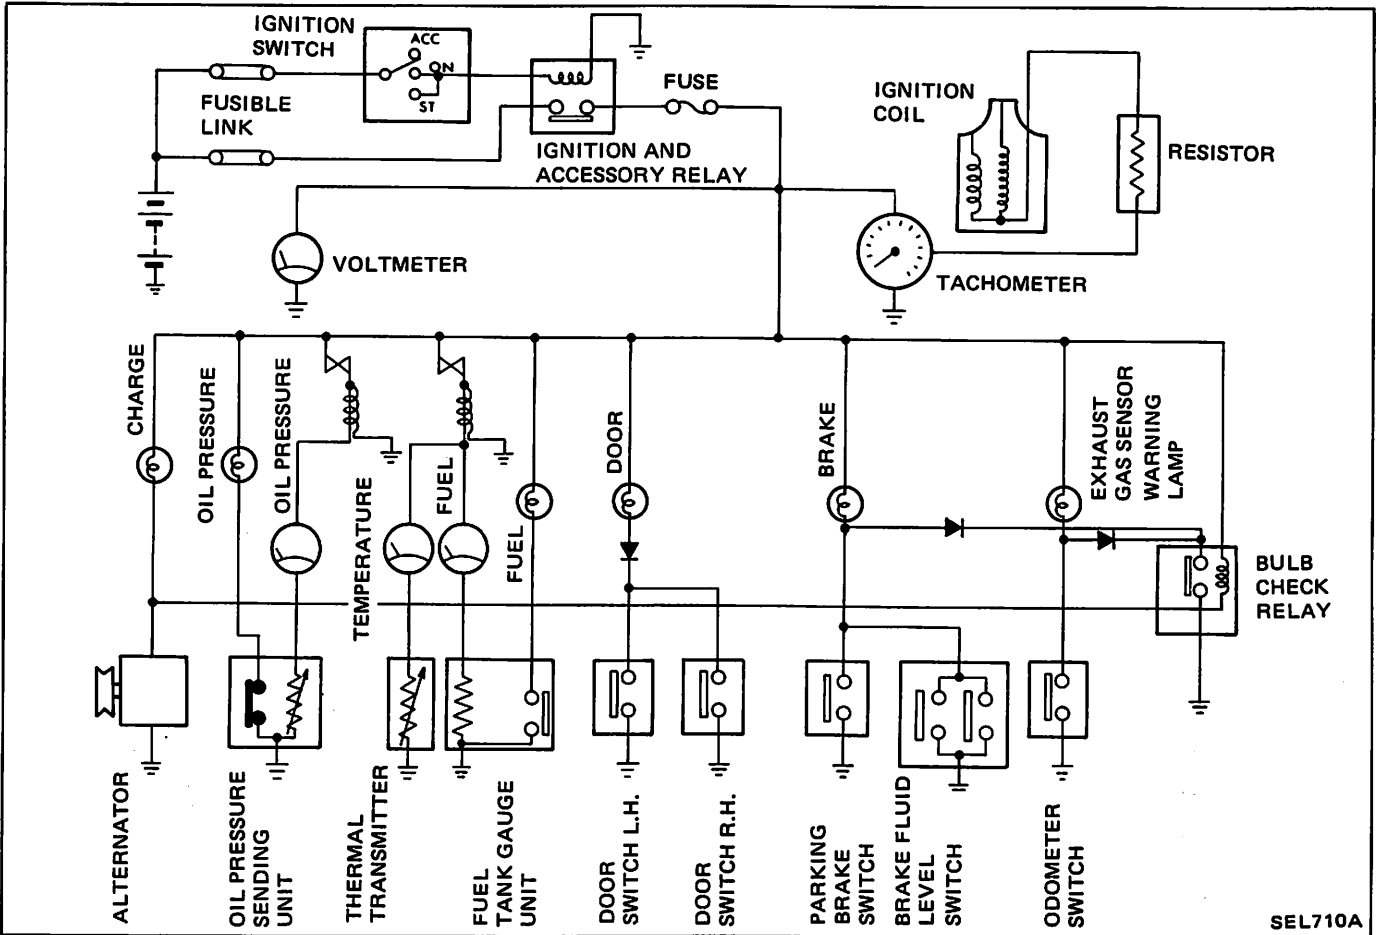 IGNITION
SWITCH
ACC
N
ST
FUSIBLE
LINK
FUSE
IGNITION AND
ACCESSORY RELAY
IGNITION
COIL
RESISTOR
VOLTMETER
TACHOMETER
CHARGE
OIL PRESSURE
OIL PRESSURE
TEMPERATURE
FUEL
FUEL
DOOR
BRAKE
EXHAUST
GAS SENSOR
WARNING
LAMP
BULB
CHECK
RELAY
ALTERNATOR
OIL PRESSURE
SENDING
UNIT
THERMAL
TRANSMITTER
FUEL
TANK GAUGE
UNIT
DOOR
SWITCH L.H.
DOOR
SWITCH R.H.
PARKING
BRAKE
SWITCH
BRAKE FLUID
LEVEL
SWITCH
ODOMETER
SWITCH
SEL710A